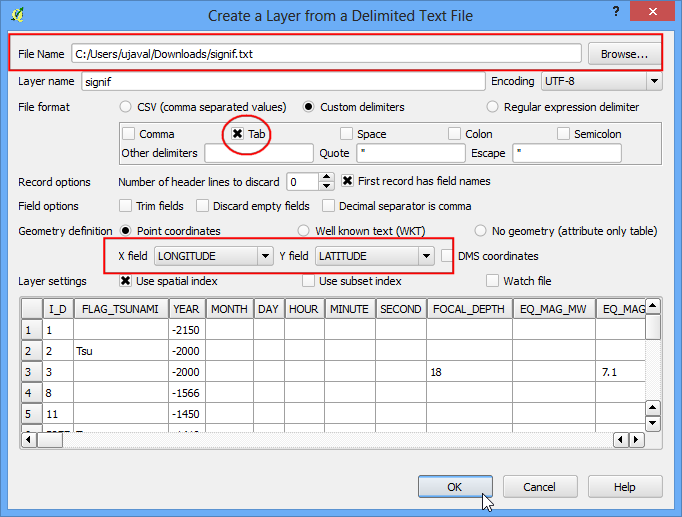 Create a Layer from a Delimited Text File
? ×
File Name C:/Users/ujaval/Downloads/signif.txt Browse...
Layer name signif Encoding UTF-8
File format CSV (comma separated values) Custom delimiters Regular expression delimiter
Comma Tab Space Colon Semicolon
Other delimiters Quote " Escape "
Record options Number of header lines to discard 0 First record has field names
Field options Trim fields Discard empty fields Decimal separator is comma
Geometry definition Point coordinates Well known text (WKT) No geometry (attribute only table)
X field LONGITUDE Y field LATITUDE DMS coordinates
Layer settings Use spatial index Use subset index Watch file
I_D FLAG_TSUNAMI YEAR MONTH DAY HOUR MINUTE SECOND FOCAL_DEPTH EQ_MAG_MW EQ_MAG
1 1 -2150
2 2 Tsu -2000
3 3 -2000 18 7.1
4 8 -1566
5 11 -1450
OK Cancel Help